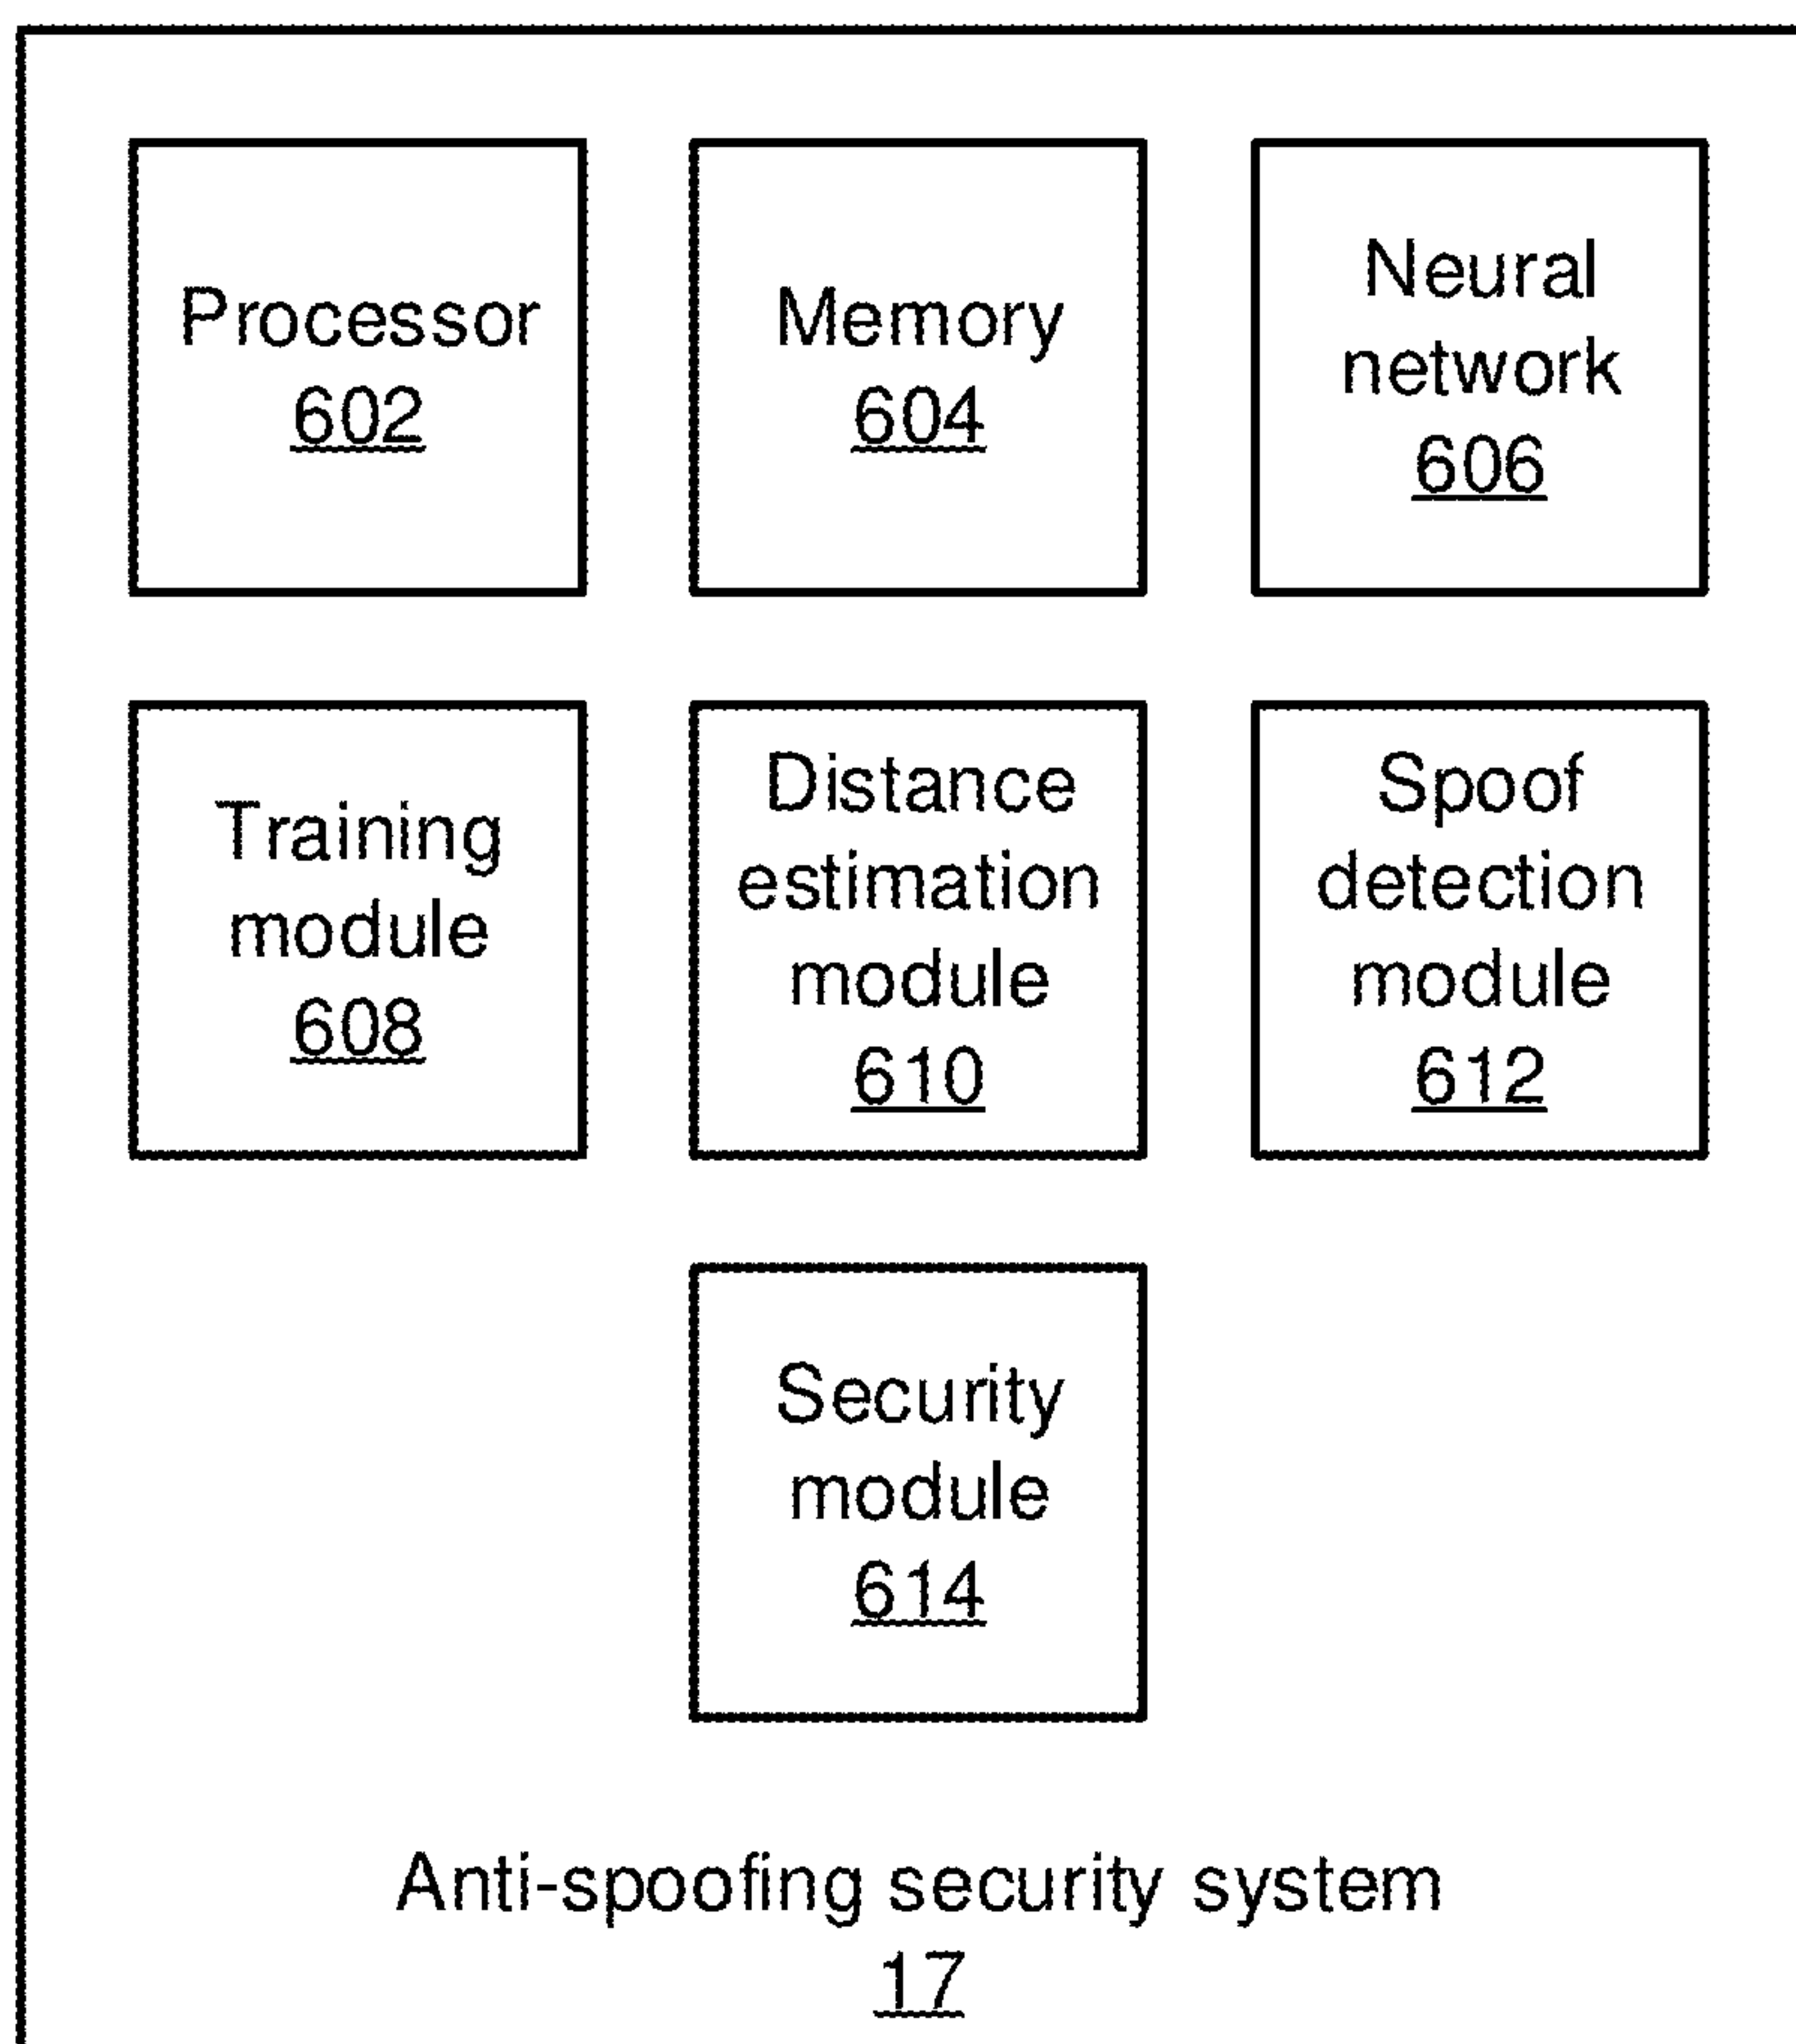 Processor
602
Memory
604
Neural
network
606
Training
module
608
Distance
estimation
module
610
Spoof
detection
module
612
Security
module
614
Anti-spoofing security system
17